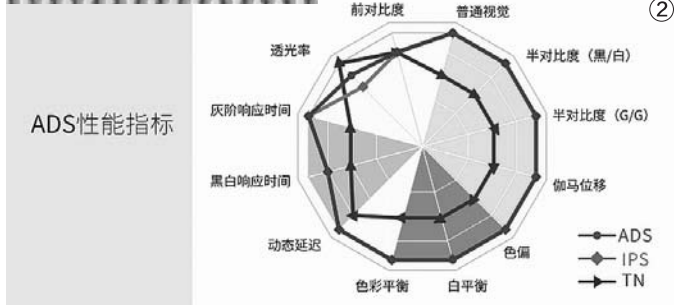 ②
前对比度
普通视觉
透光率
半对比度（黑/白）
灰阶响应时间
半对比度（G/G）
ADS性能指标
黑白响应时间
伽马位移
动态延迟
色偏
色彩平衡
白平衡
ADS
IPS
TN